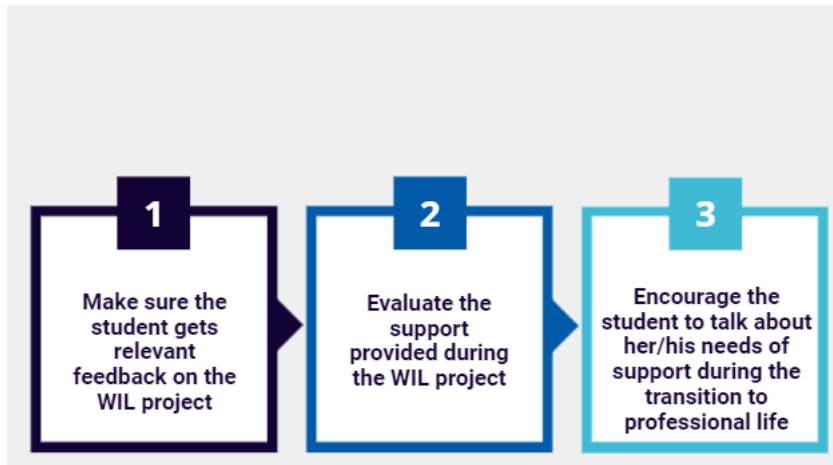 1
Make sure the
student gets
relevant
feedback on the
WIL project
2
Evaluate the
support
provided during
the WIL project
3
Encourage the
student to talk about
her/his needs of
support during the
transition to
professional life